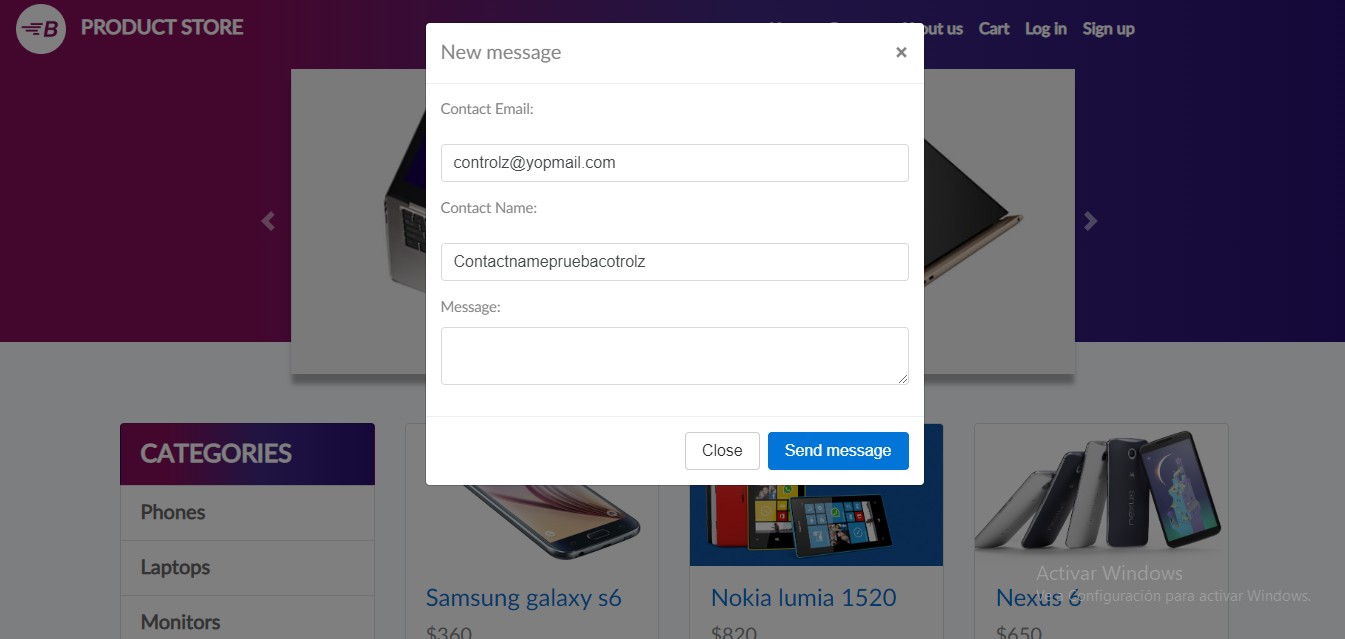 B PRODUCT STORE
out us Cart Log in Sign up
New message
×
Contact Email:
controlz@yopmail.com
Contact Name:
Contactnamepruebacotrolz
Message:
Close Send message
CATEGORIES
Phones
Laptops
Monitors
Samsung galaxy s6
$360
Nokia lumia 1520
$820
Nexus 6
$650
Activar Windows
Ve a Configuración para activar Windows.